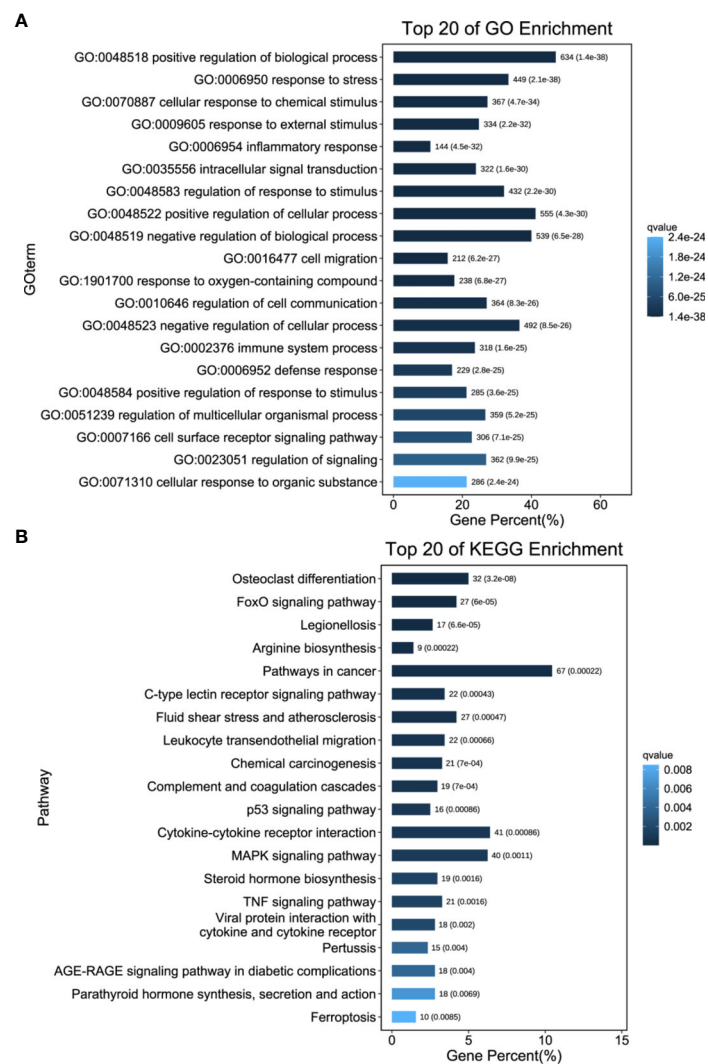 A
Top 20 of GO Enrichment
GOterm
GO:0048518 positive regulation of biological process 634 (1.4e-38)
GO:0006950 response to stress 449 (2.1e-38)
GO:0070887 cellular response to chemical stimulus 367 (4.7e-34)
GO:0009605 response to external stimulus 334 (2.2e-32)
GO:0006954 inflammatory response 144 (4.5e-32)
GO:0035556 intracellular signal transduction 322 (1.6e-30)
GO:0048583 regulation of response to stimulus 432 (2.2e-30)
GO:0048522 positive regulation of cellular process 555 (4.3e-30)
GO:0048519 negative regulation of biological process 539 (6.5e-28)
GO:0016477 cell migration 212 (6.2e-27)
GO:1901700 response to oxygen-containing compound 238 (6.8e-27)
GO:0010646 regulation of cell communication 364 (8.3e-26)
GO:0048523 negative regulation of cellular process 492 (8.5e-26)
GO:0002376 immune system process 318 (1.6e-25)
GO:0006952 defense response 229 (2.8e-25)
GO:0048584 positive regulation of response to stimulus 285 (3.6e-25)
GO:0051239 regulation of multicellular organismal process 359 (5.2e-25)
GO:0007166 cell surface receptor signaling pathway 306 (7.1e-25)
GO:0023051 regulation of signaling 362 (9.9e-25)
GO:0071310 cellular response to organic substance 286 (2.4e-24)
0 20 40 60
Gene Percent(%)
qvalue
2.4e-24
1.8e-24
1.2e-24
6.0e-25
1.4e-38
B
Top 20 of KEGG Enrichment
Pathway
Osteoclast differentiation 32 (3.2e-08)
FoxO signaling pathway 27 (6e-05)
Legionellosis 17 (6.6e-05)
Arginine biosynthesis 9 (0.00022)
Pathways in cancer 67 (0.00022)
C-type lectin receptor signaling pathway 22 (0.00043)
Fluid shear stress and atherosclerosis 27 (0.00047)
Leukocyte transendothelial migration 22 (0.00066)
Chemical carcinogenesis 21 (7e-04)
Complement and coagulation cascades 19 (7e-04)
p53 signaling pathway 16 (0.00086)
Cytokine-cytokine receptor interaction 41 (0.00086)
MAPK signaling pathway 40 (0.0011)
Steroid hormone biosynthesis 19 (0.0016)
TNF signaling pathway 21 (0.0016)
Viral protein interaction with
cytokine and cytokine receptor 18 (0.002)
Pertussis 15 (0.004)
AGE-RAGE signaling pathway in diabetic complications 18 (0.004)
Parathyroid hormone synthesis, secretion and action 18 (0.0069)
Ferroptosis 10 (0.0085)
0 5 10 15
Gene Percent(%)
qvalue
0.008
0.006
0.004
0.002